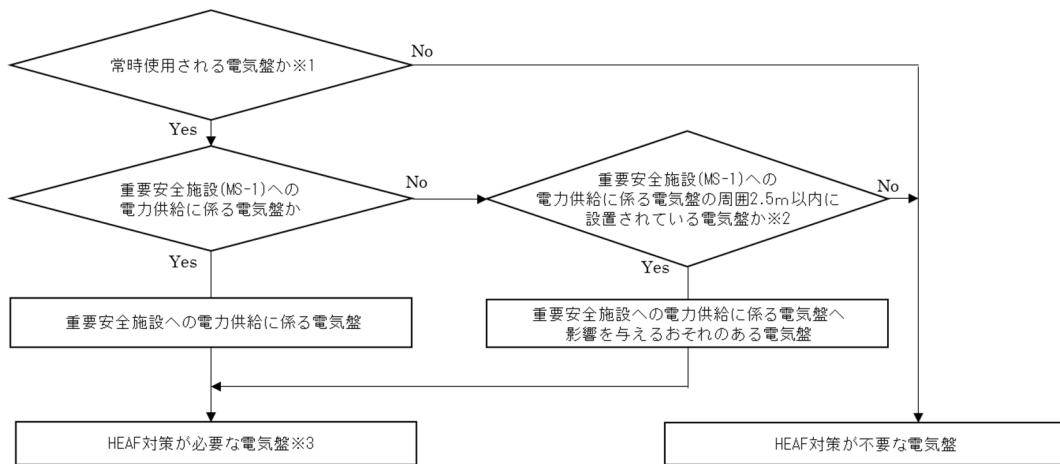 常時使用される電気盤か※1
No
Yes
重要安全施設(MS-1)への
電力供給に係る電気盤か
No
重要安全施設(MS-1)への
電力供給に係る電気盤の周囲2.5m以内に
設置されている電気盤か※2
No
Yes
Yes
重要安全施設への電力供給に係る電気盤
重要安全施設への電力供給に係る電気盤へ
影響を与えるおそれのある電気盤
HEAF対策が必要な電気盤※3
HEAF対策が不要な電気盤